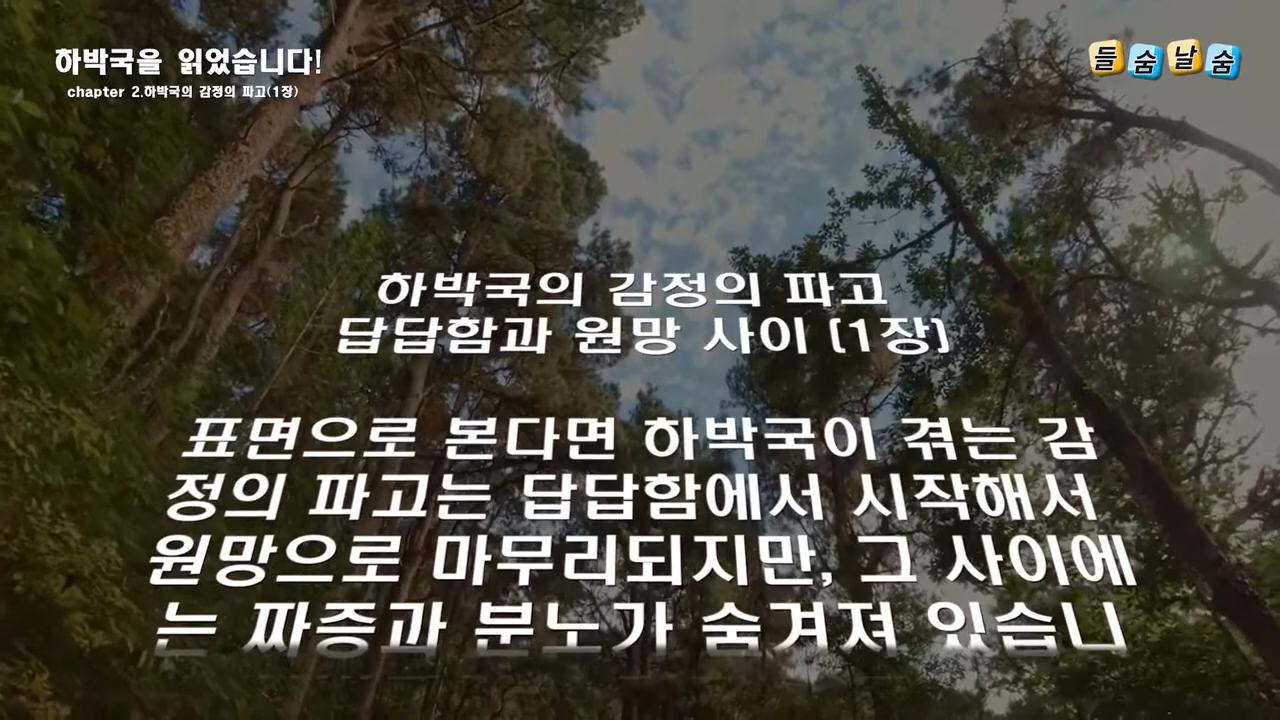 하박국을 읽었습니다!
chapter 2.하박국의 감정의 파고(1장)
들숨날숨
하박국의 감정의 파고
답답함과 원망 사이 (1장)
표면으로 본다면 하박국이 겪는 감
정의 파고는 답답함에서 시작해서
원망으로 마무리되지만, 그 사이에
는 짜증과 분노가 숨겨져 있습니